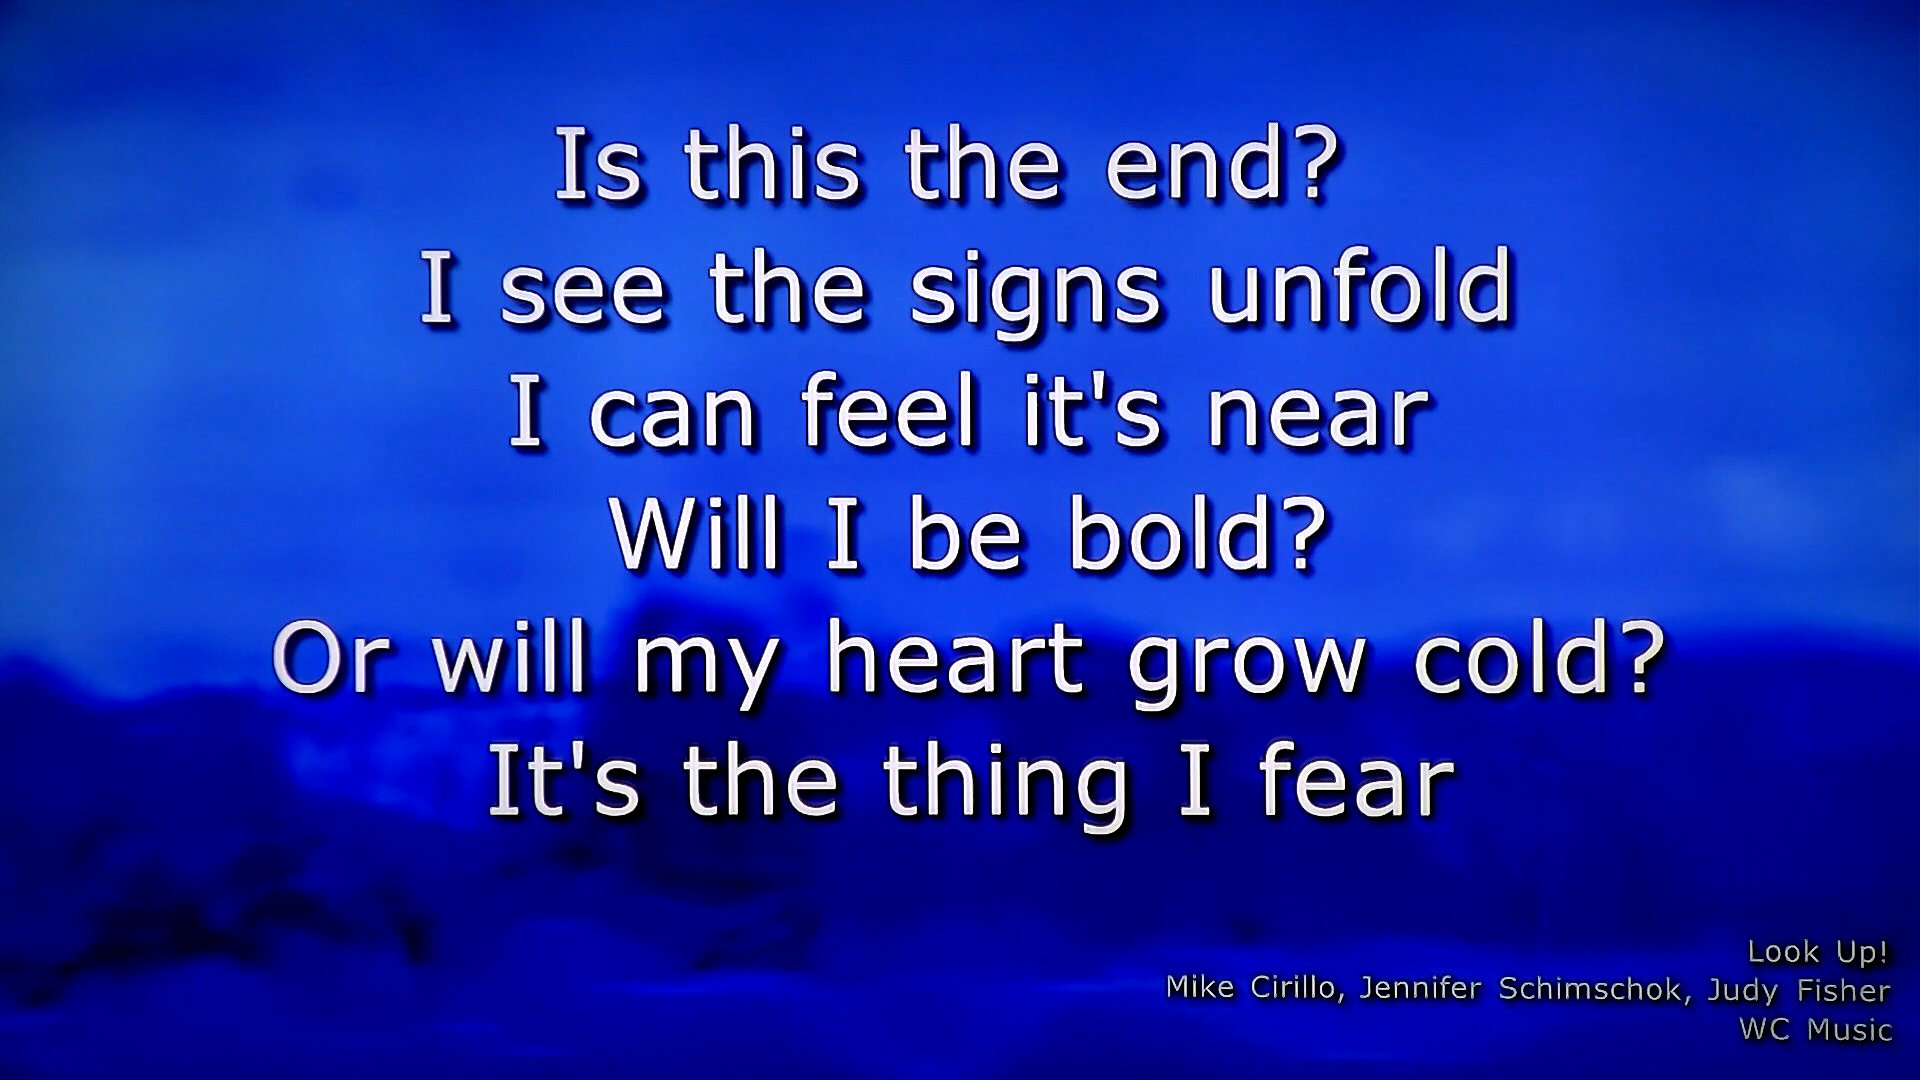 Is this the end?
I see the signs unfold
I can feel it's near
Will I be bold?
Or will my heart grow cold?
It's the thing I fear
Look Up!
Mike Cirillo, Jennifer Schimschok, Judy Fisher
WC Music